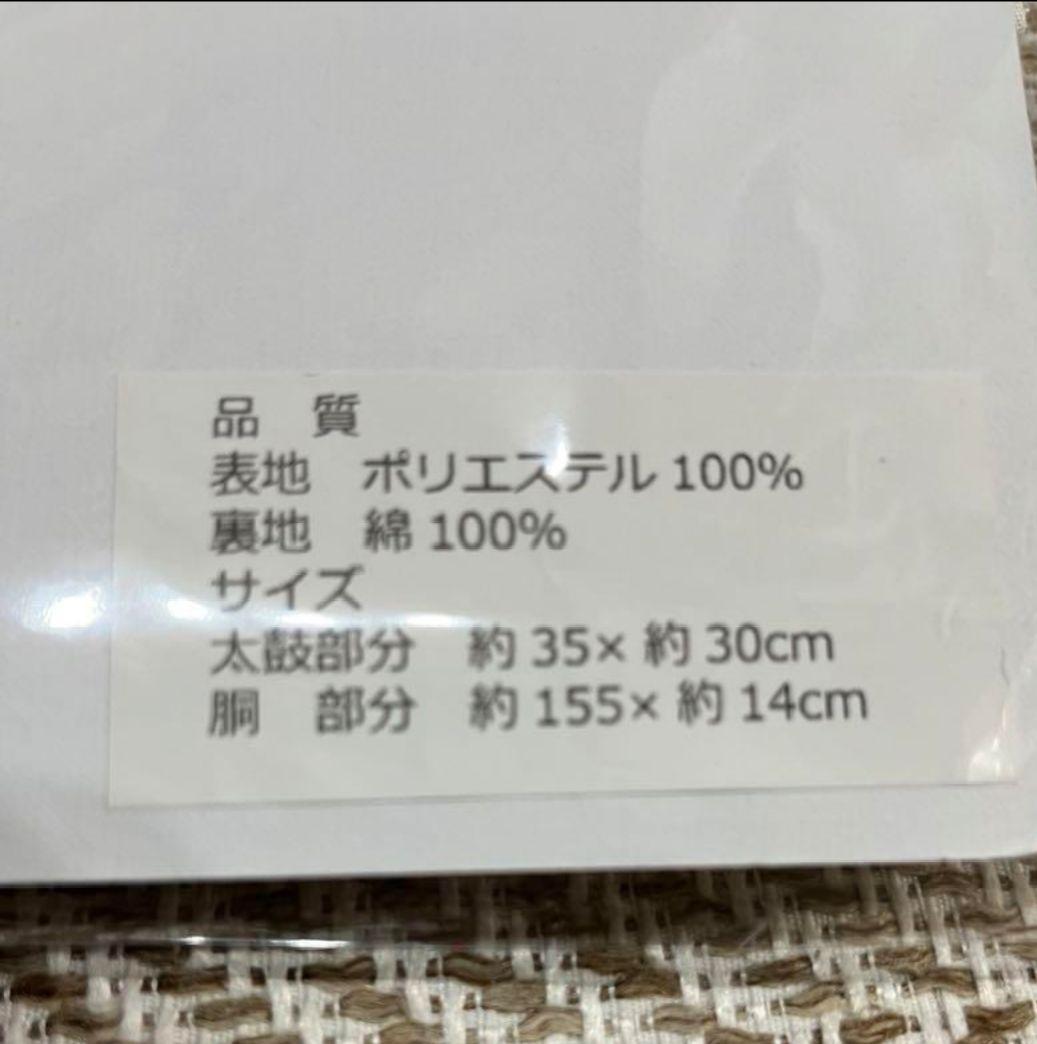 品　質
表地　ポリエステル 100%
裏地　綿 100%
サイズ
太鼓部分　約 35× 約 30cm
胴　部分　約 155× 約 14cm